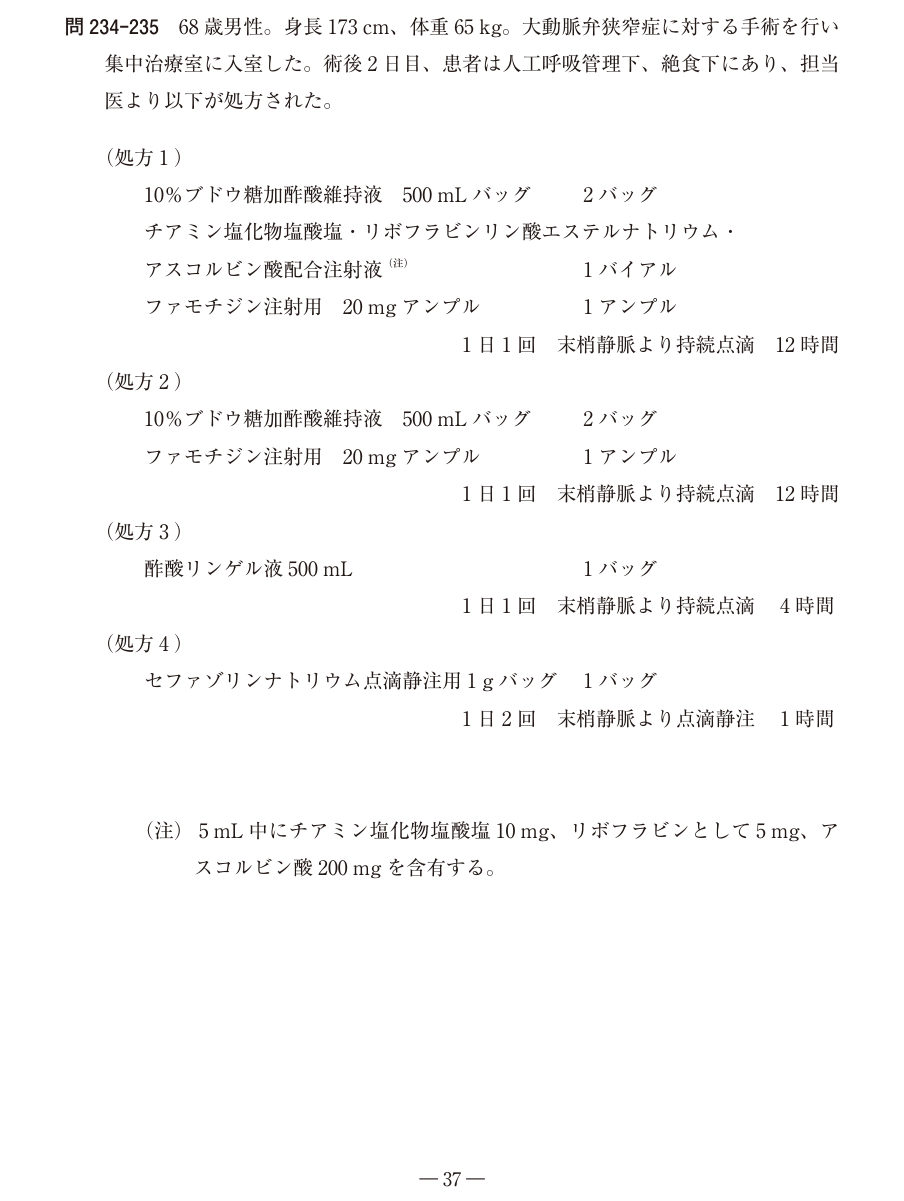 問 234-235　68 歳男性。身長 173 cm、体重 65 kg。大動脈弁狭窄症に対する手術を行い
集中治療室に入室した。術後 2 日目、患者は人工呼吸管理下、絶食下にあり、担当
医より以下が処方された。
（処方 1 ）
10％ブドウ糖加酢酸維持液　500 mL バッグ　2 バッグ
チアミン塩化物塩酸塩・リボフラビンリン酸エステルナトリウム・
アスコルビン酸配合注射液（注）　1 バイアル
ファモチジン注射用　20 mg アンプル　1 アンプル
1 日 1 回　末梢静脈より持続点滴　12 時間
（処方 2 ）
10％ブドウ糖加酢酸維持液　500 mL バッグ　2 バッグ
ファモチジン注射用　20 mg アンプル　1 アンプル
1 日 1 回　末梢静脈より持続点滴　12 時間
（処方 3 ）
酢酸リンゲル液 500 mL　1 バッグ
1 日 1 回　末梢静脈より持続点滴　4 時間
（処方 4 ）
セファゾリンナトリウム点滴静注用 1 g バッグ　1 バッグ
1 日 2 回　末梢静脈より点滴静注　1 時間
（注） 5 mL 中にチアミン塩化物塩酸塩 10 mg、リボフラビンとして 5 mg、ア
スコルビン酸 200 mg を含有する。
― 37 ―